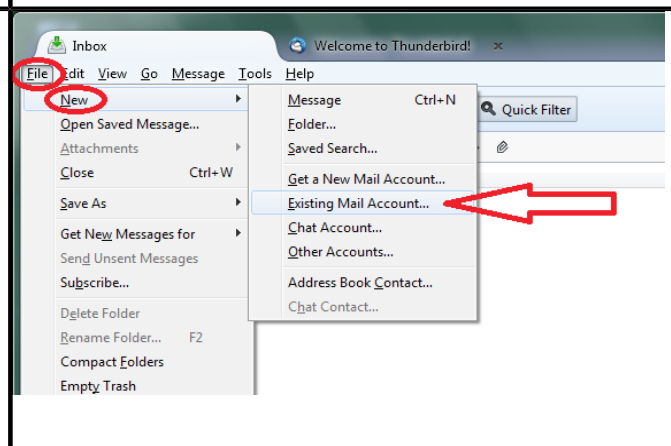 Inbox
Welcome to Thunderbird!
File Edit View Go Message Tools Help
New
Open Saved Message...
Attachments
Close Ctrl+W
Save As
Get New Messages for
Send Unsent Messages
Subscribe...
Delete Folder
Rename Folder... F2
Compact Folders
Empty Trash
Message Ctrl+N
Folder...
Saved Search...
Get a New Mail Account...
Existing Mail Account...
Chat Account...
Other Accounts...
Address Book Contact...
Chat Contact...
Quick Filter